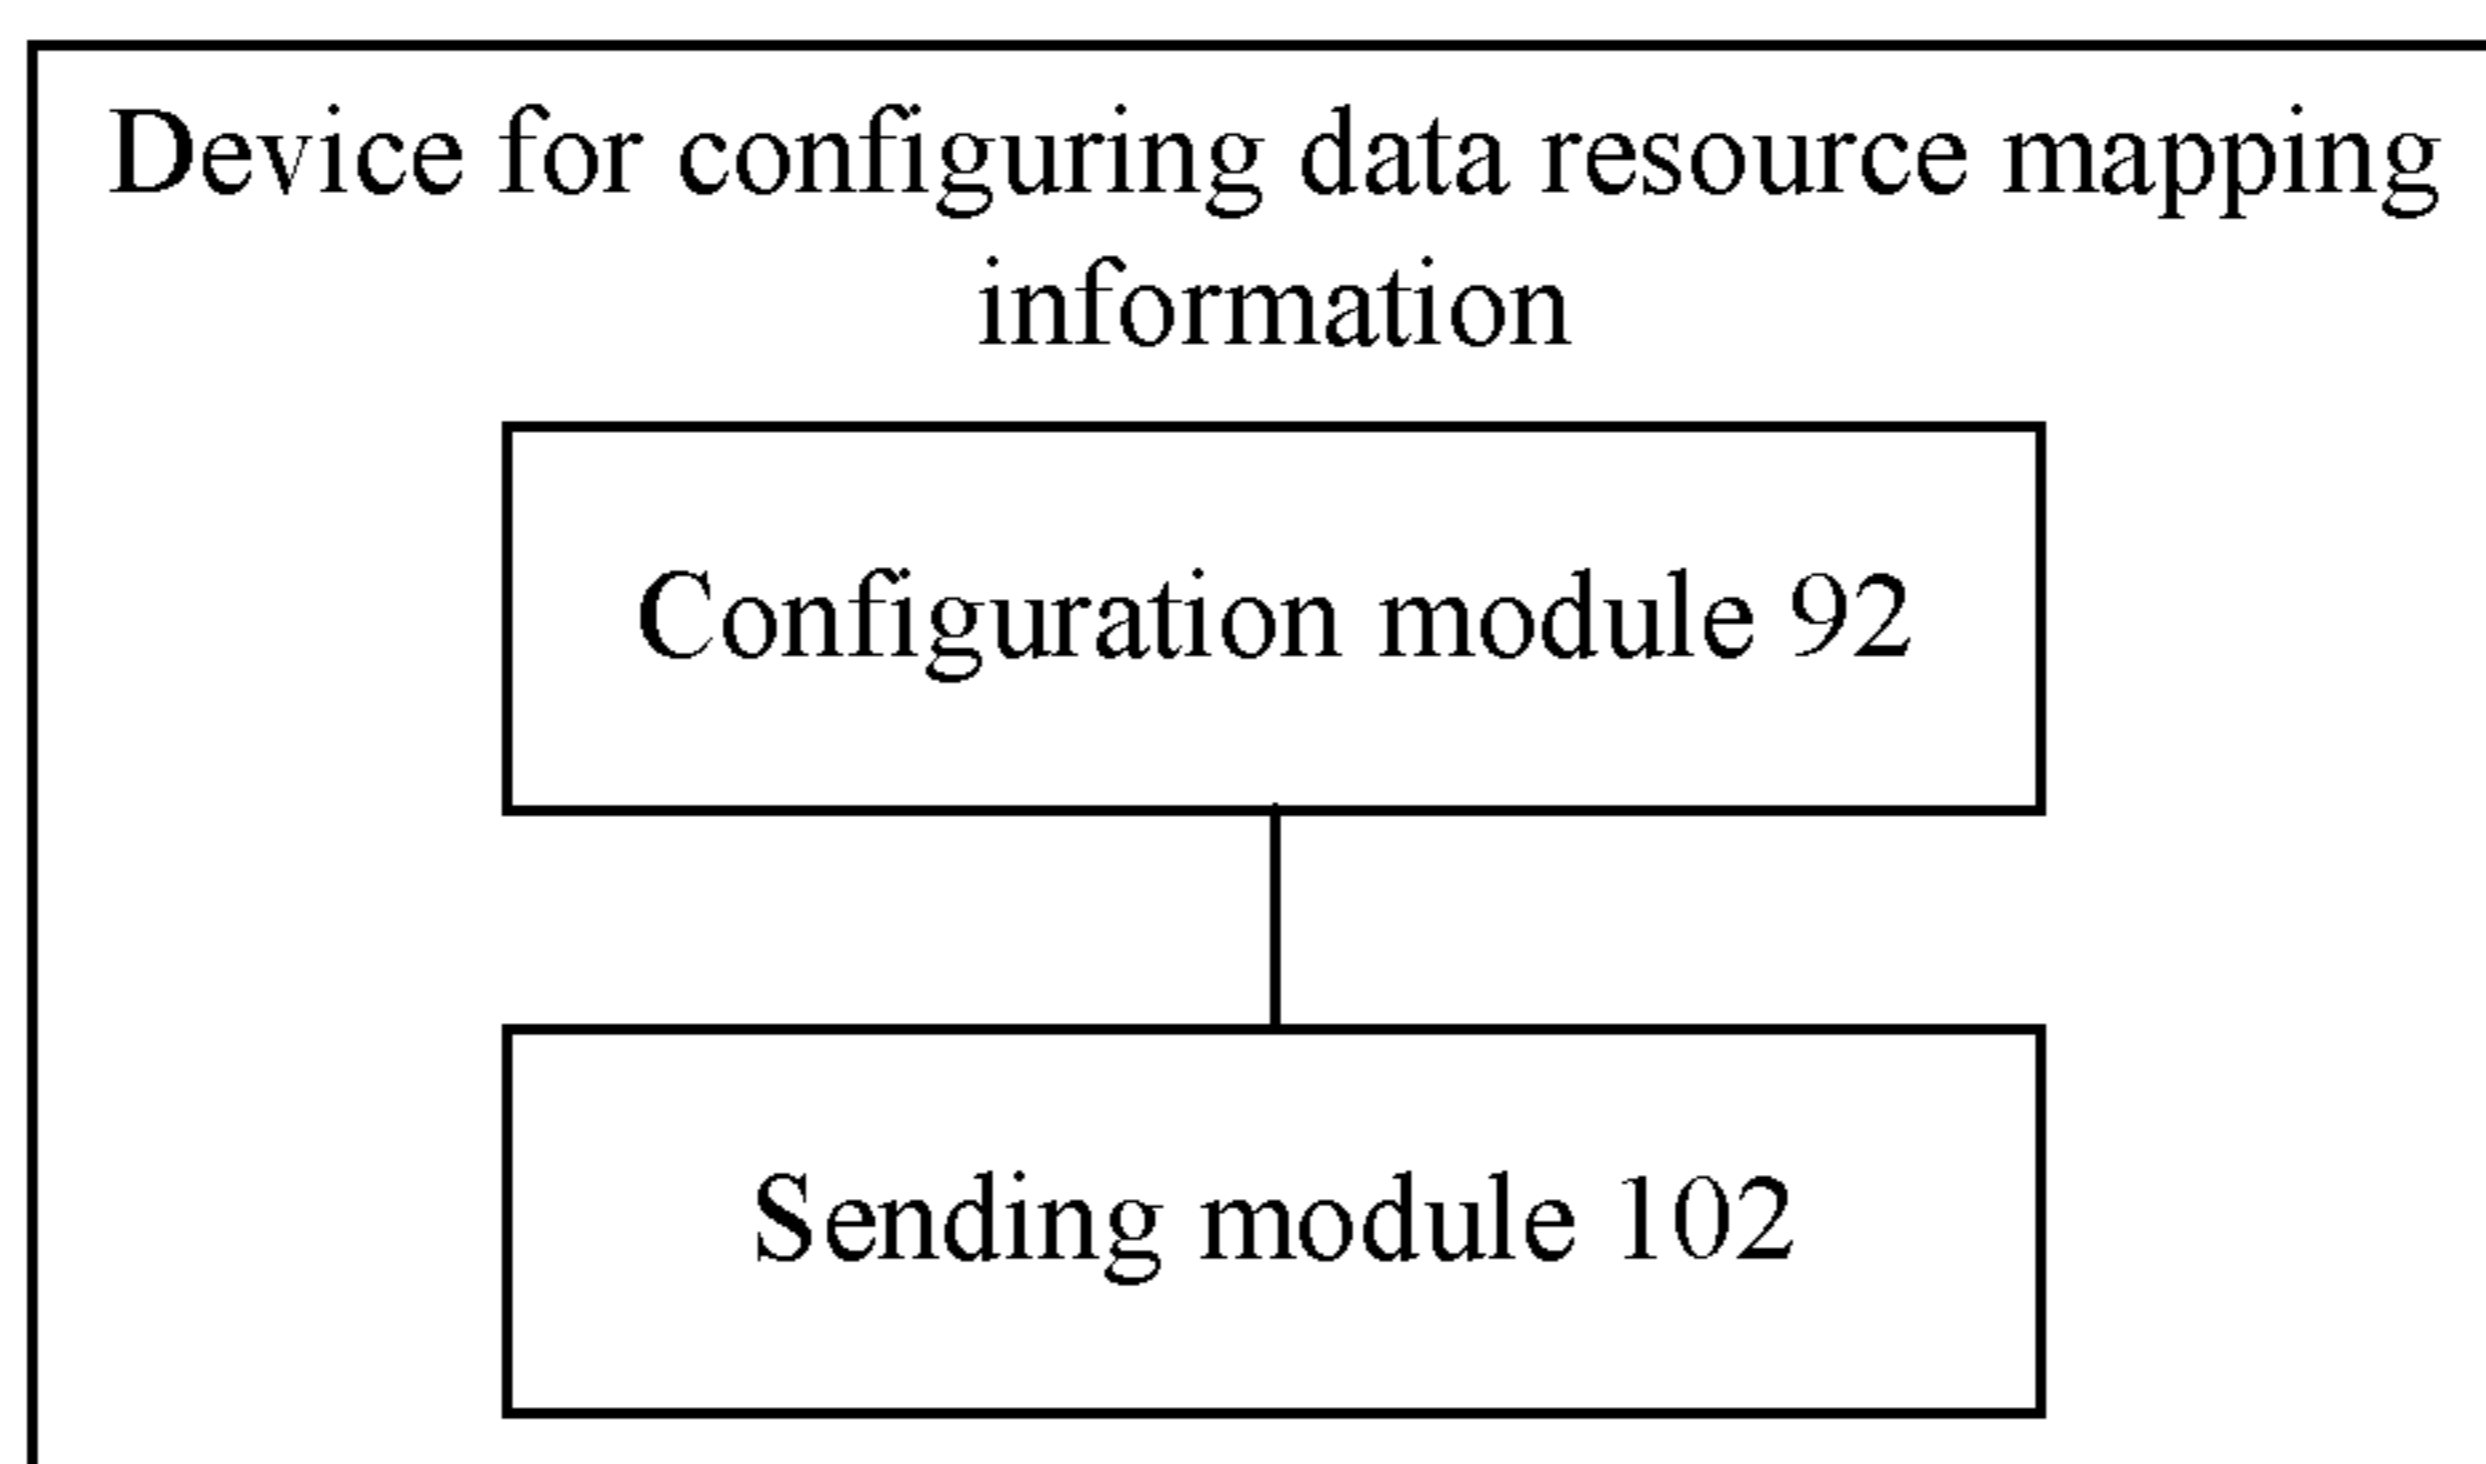 Device for configuring data resource mapping
information
Configuration module 92
Sending module 102